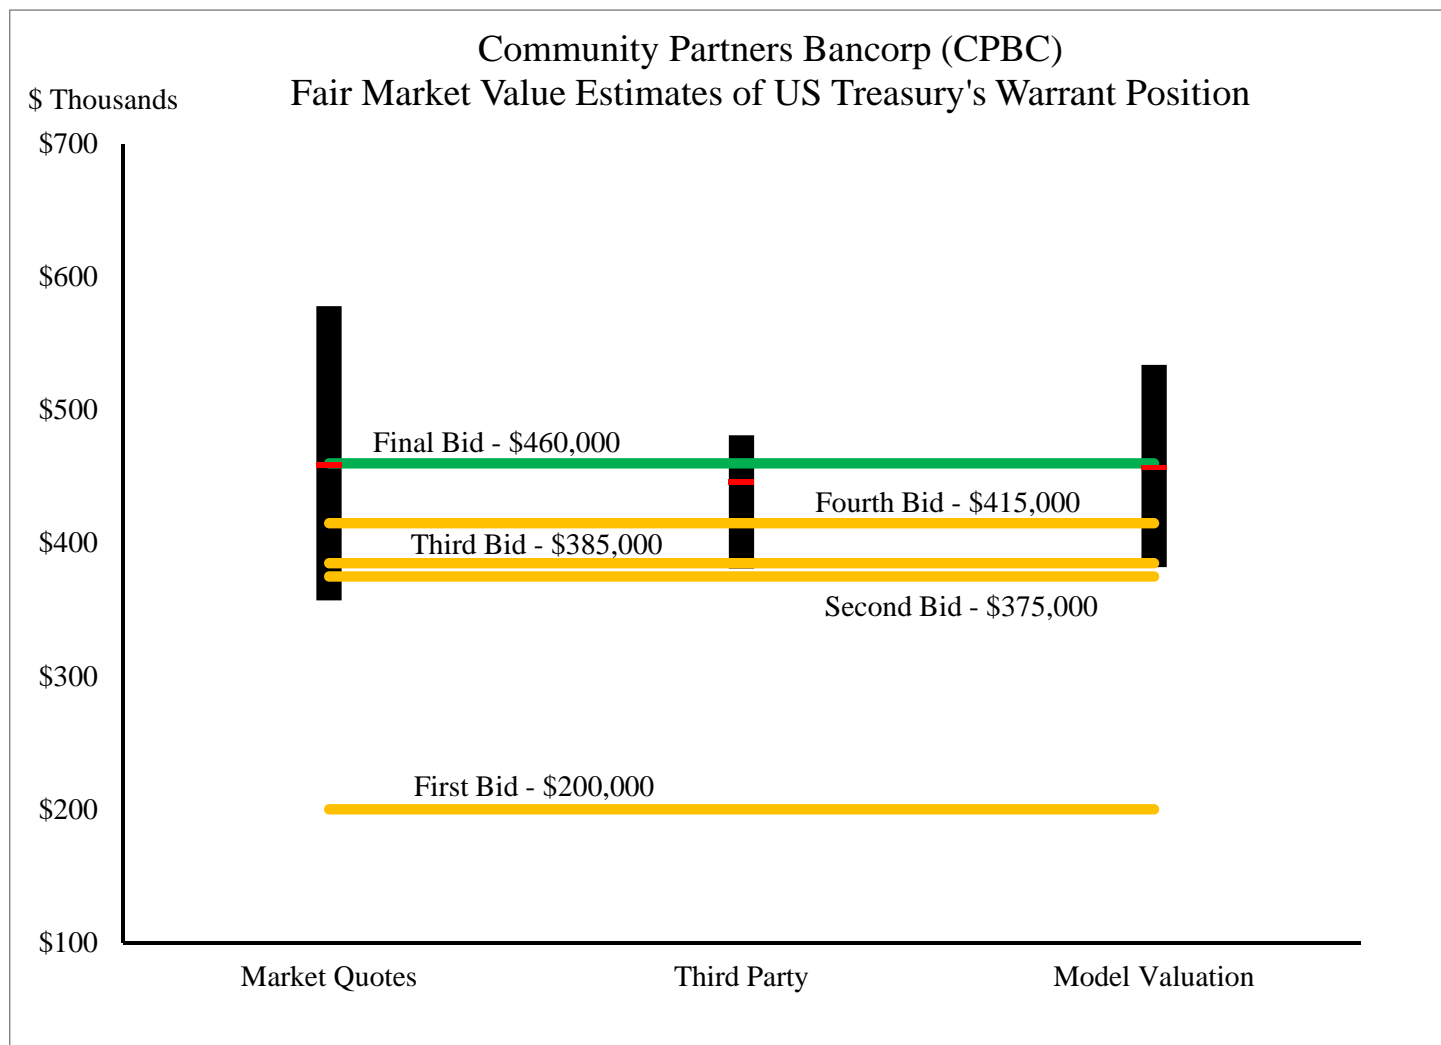 Community Partners Bancorp (CPBC)
Fair Market Value Estimates of US Treasury's Warrant Position
$ Thousands
$700
$600
$500
$400
$300
$200
$100
Final Bid - $460,000
Fourth Bid - $415,000
Third Bid - $385,000
Second Bid - $375,000
First Bid - $200,000
Market Quotes
Third Party
Model Valuation